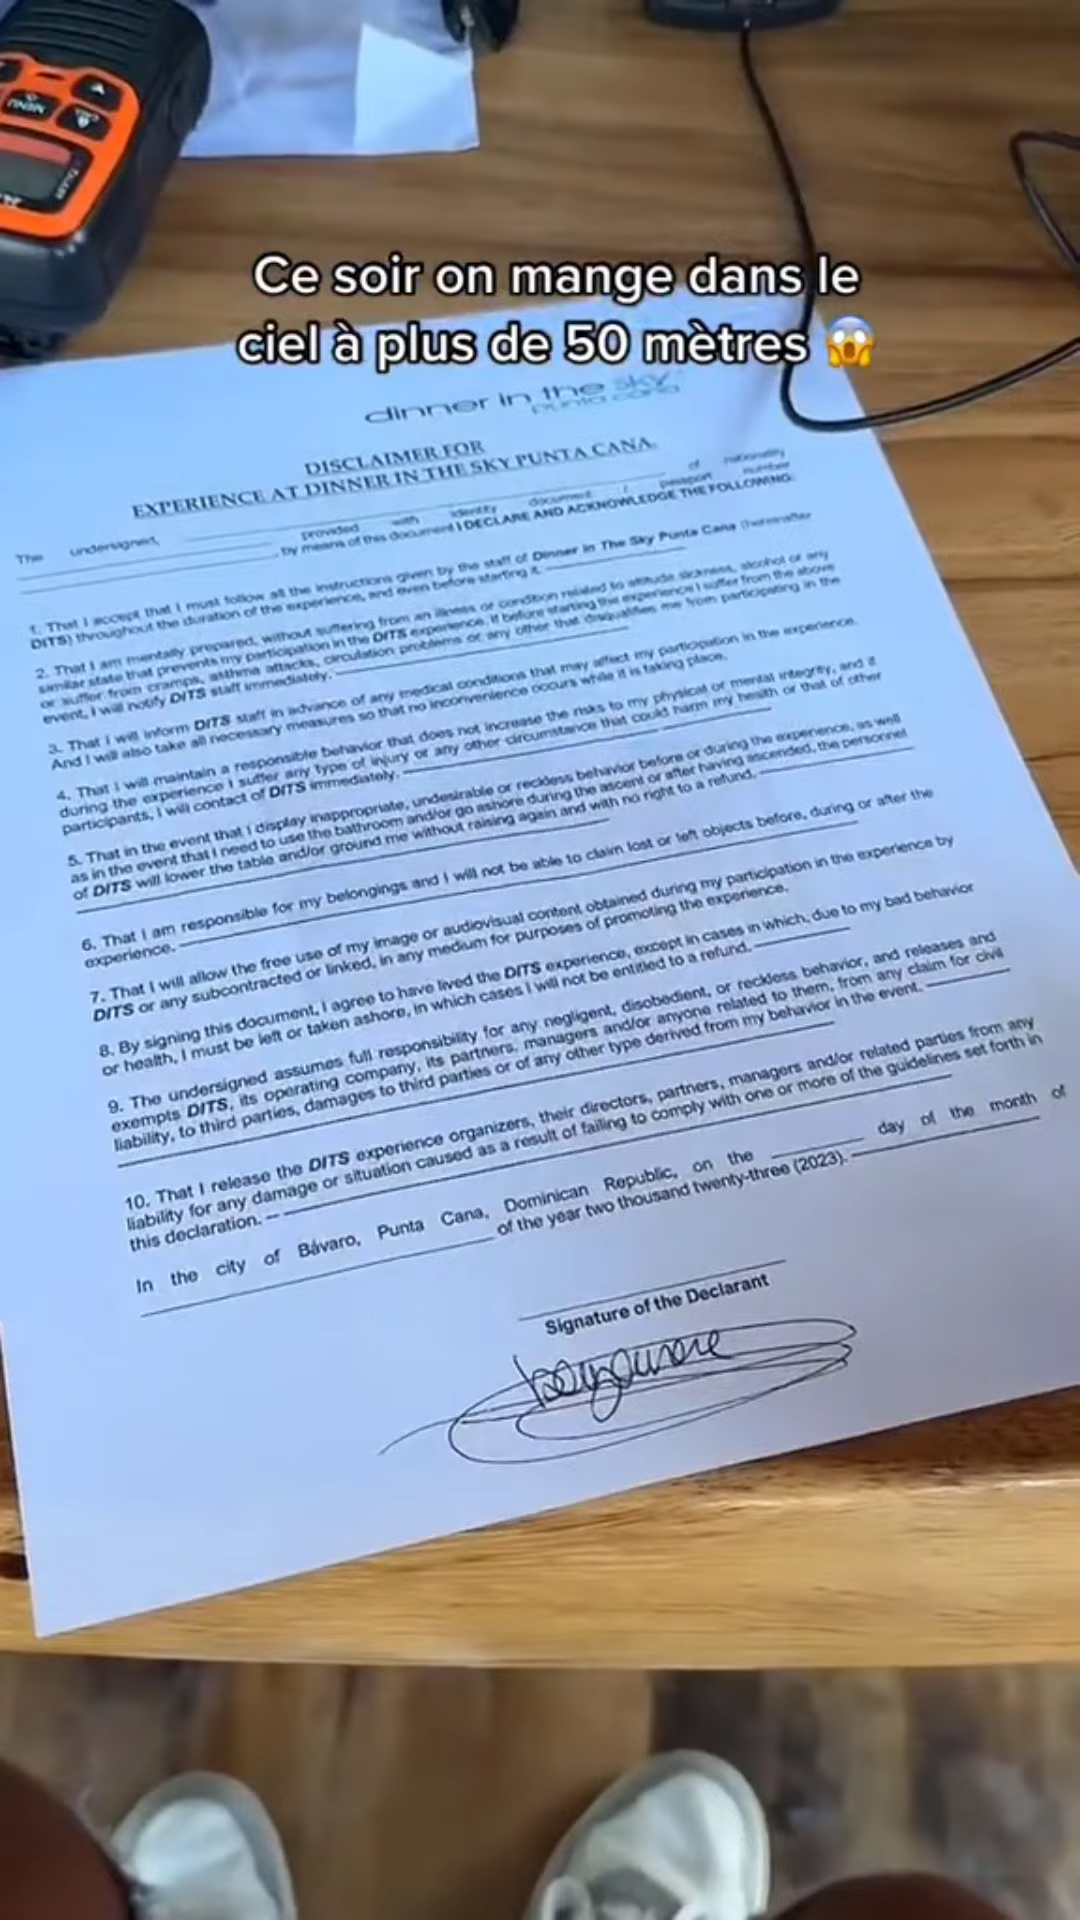 MENU
CALL
Ce soir on mange dans le
ciel à plus de 50 mètres 😱
dinner in the sky
punta cana
DISCLAIMER FOR
EXPERIENCE AT DINNER IN THE SKY PUNTA CANA.
The undersigned, ____________ of nationality
____________ provided with identity document / passport number
____________, by means of this document I DECLARE AND ACKNOWLEDGE THE FOLLOWING:
1. That I accept that I must follow all the instructions given by the staff of Dinner In The Sky Punta Cana (hereinafter
DITS) throughout the duration of the experience, and even before starting it.
2. That I am mentally prepared, without suffering from an illness or condition related to altitude sickness, alcohol or any
similar state that prevents my participation in the DITS experience. If before starting the experience I suffer from the above
or suffer from cramps, asthma attacks, circulation problems or any other that disqualifies me from participating in the
event, I will notify DITS staff immediately.
3. That I will inform DITS staff in advance of any medical conditions that may affect my participation in the experience.
And I will also take all necessary measures so that no inconvenience occurs while it is taking place.
4. That I will maintain a responsible behavior that does not increase the risks to my physical or mental integrity, and if
during the experience I suffer any type of injury or any other circumstance that could harm my health or that of other
participants, I will contact of DITS immediately.
5. That in the event that I display inappropriate, undesirable or reckless behavior before or during the experience, as well
as in the event that I need to use the bathroom and/or go ashore during the ascent or after having ascended, the personnel
of DITS will lower the table and/or ground me without raising again and with no right to a refund.
6. That I am responsible for my belongings and I will not be able to claim lost or left objects before, during or after the
experience.
7. That I will allow the free use of my image or audiovisual content obtained during my participation in the experience by
DITS or any subcontracted or linked, in any medium for purposes of promoting the experience.
8. By signing this document, I agree to have lived the DITS experience, except in cases in which, due to my bad behavior
or health, I must be left or taken ashore, in which cases I will not be entitled to a refund.
9. The undersigned assumes full responsibility for any negligent, disobedient, or reckless behavior, and releases and
exempts DITS, its operating company, its partners, managers and/or anyone related to them, from any claim for civil
liability, to third parties, damages to third parties or of any other type derived from my behavior in the event.
10. That I release the DITS experience organizers, their directors, partners, managers and/or related parties from any
liability for any damage or situation caused as a result of failing to comply with one or more of the guidelines set forth in
this declaration.
In the city of Bávaro, Punta Cana, Dominican Republic, on the ________ day of the month of
____________ of the year two thousand twenty-three (2023).
Signature of the Declarant